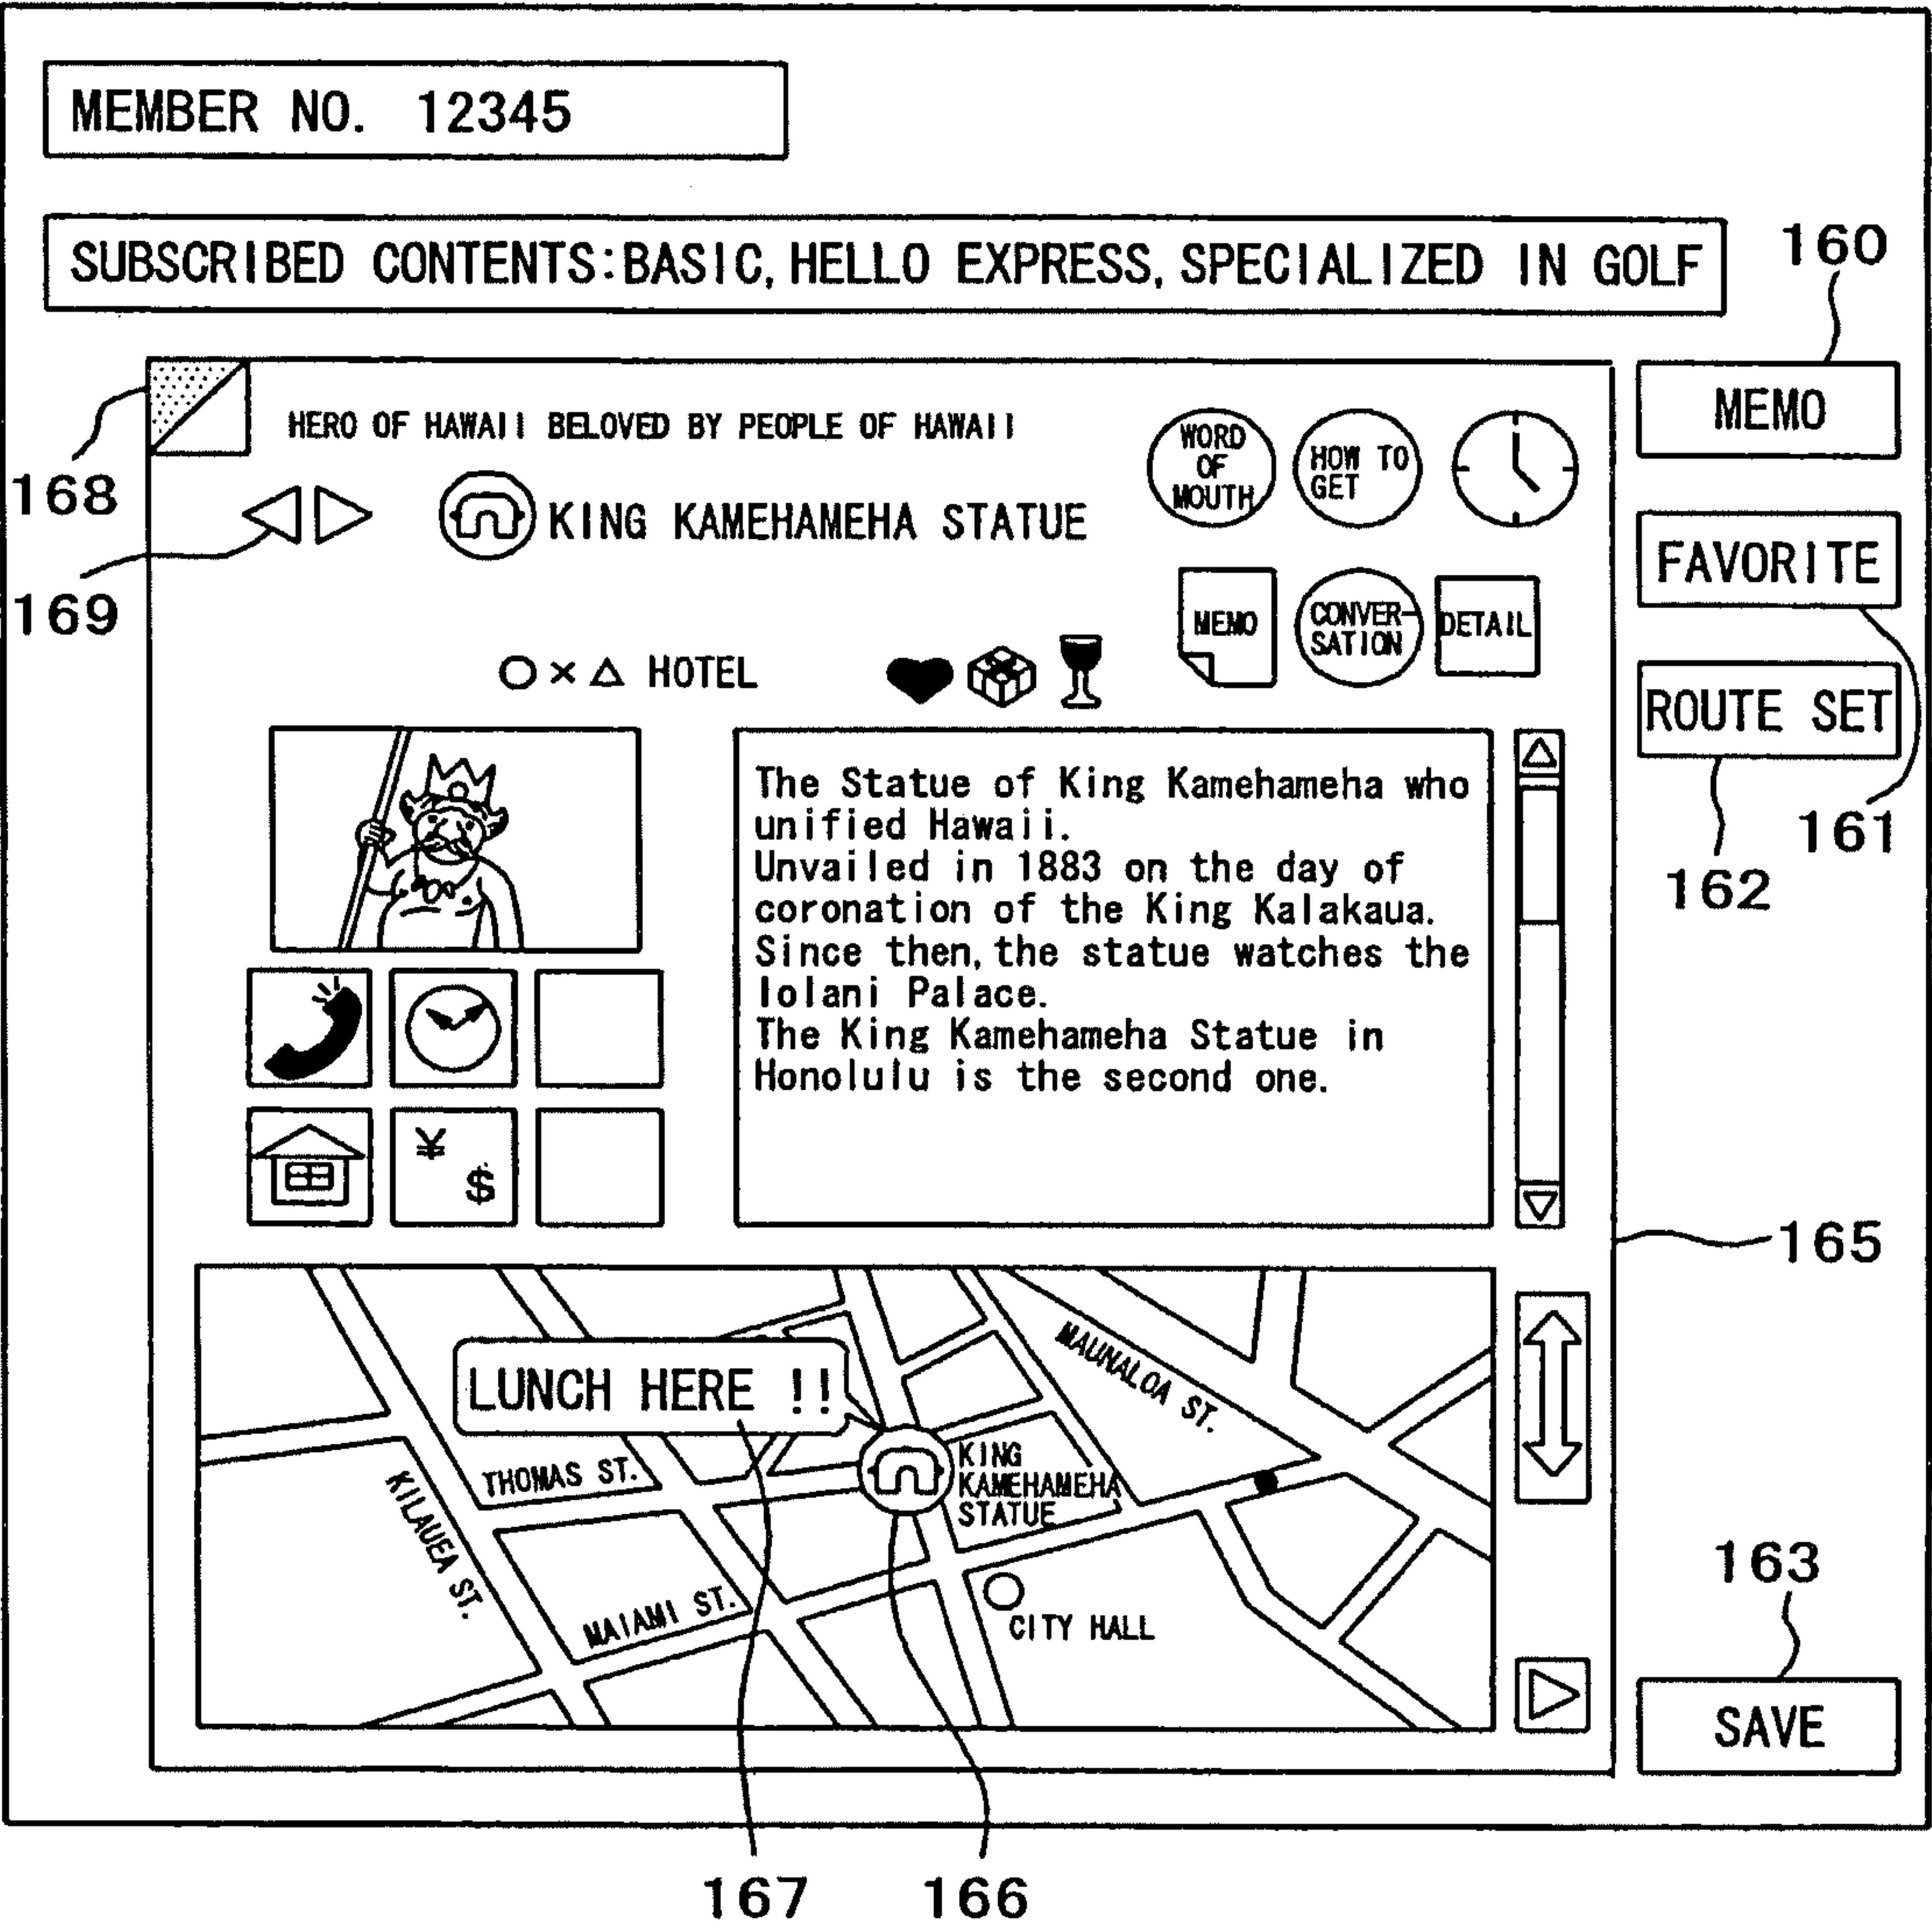 MEMBER NO. 12345
SUBSCRIBED CONTENTS:BASIC, HELLO EXPRESS, SPECIALIZED IN GOLF
160
MEMO
168
HERO OF HAWAII BELOVED BY PEOPLE OF HAWAII
WORD
OF
MOUTH
HOW TO
GET
KING KAMEHAMEHA STATUE
169
FAVORITE
MEMO
CONVER-
SATION
DETAIL
○×△ HOTEL
ROUTE SET
161
162
The Statue of King Kamehameha who
unified Hawaii.
Unvailed in 1883 on the day of
coronation of the King Kalakaua.
Since then, the statue watches the
Iolani Palace.
The King Kamehameha Statue in
Honolulu is the second one.
¥
$
165
LUNCH HERE !!
MAUNALOA ST.
KING
KAMEHAMEHA
STATUE
THOMAS ST.
KILAUEA ST.
MAIAMI ST.
CITY HALL
163
SAVE
167
166